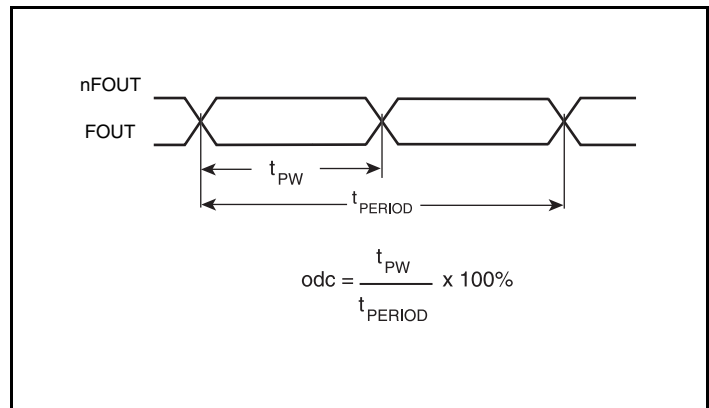 nFOUT
FOUT
tPW
tPERIOD
odc = tPW / tPERIOD x 100%